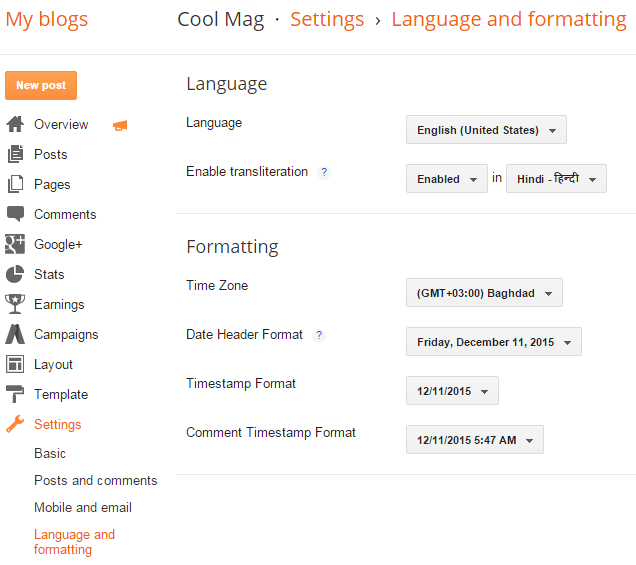 My blogs
Cool Mag · Settings › Language and formatting
New post
Overview
Posts
Pages
Comments
Google+
Stats
Earnings
Campaigns
Layout
Template
Settings
Basic
Posts and comments
Mobile and email
Language and
formatting
Language
Language English (United States)
Enable transliteration ? Enabled in Hindi - हिन्दी
Formatting
Time Zone (GMT+03:00) Baghdad
Date Header Format ? Friday, December 11, 2015
Timestamp Format 12/11/2015
Comment Timestamp Format 12/11/2015 5:47 AM